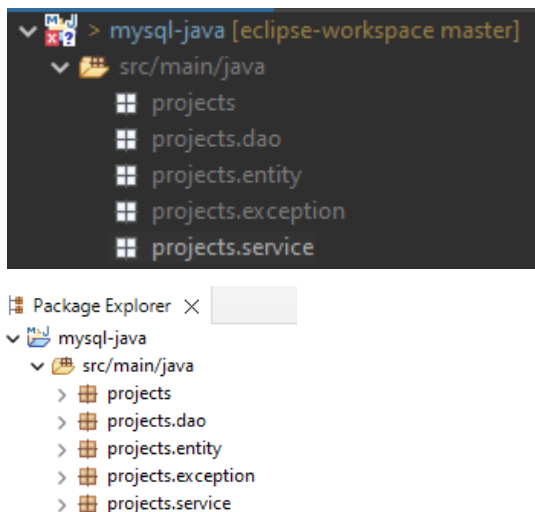 > mysql-java [eclipse-workspace master]
src/main/java
projects
projects.dao
projects.entity
projects.exception
projects.service
Package Explorer
mysql-java
src/main/java
projects
projects.dao
projects.entity
projects.exception
projects.service